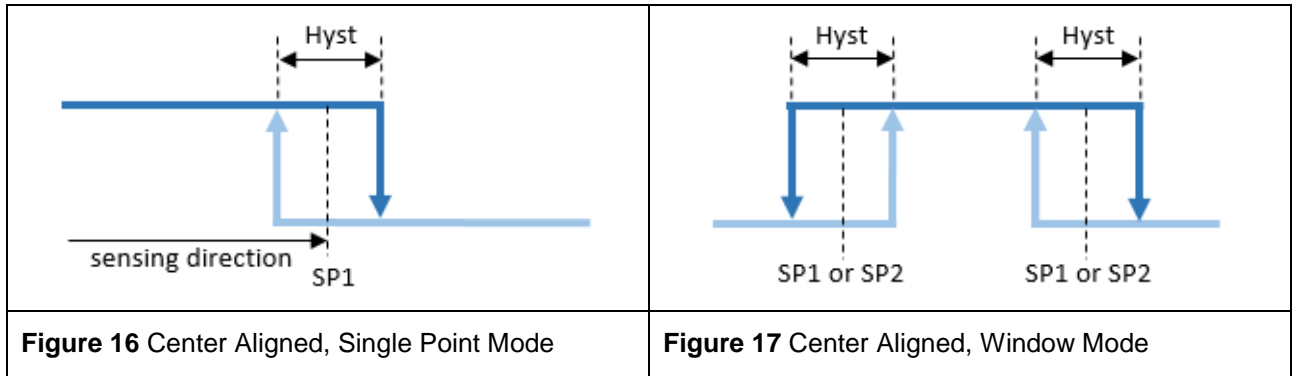 Hyst
sensing direction
SP1
Figure 16 Center Aligned, Single Point Mode
Hyst Hyst
SP1 or SP2 SP1 or SP2
Figure 17 Center Aligned, Window Mode